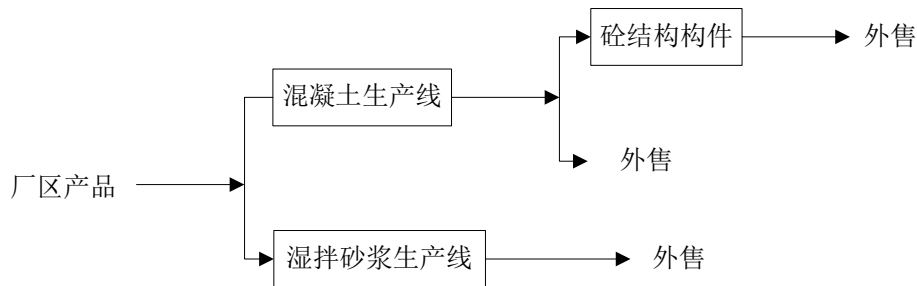 砼结构构件
外售
混凝土生产线
外售
厂区产品
湿拌砂浆生产线
外售